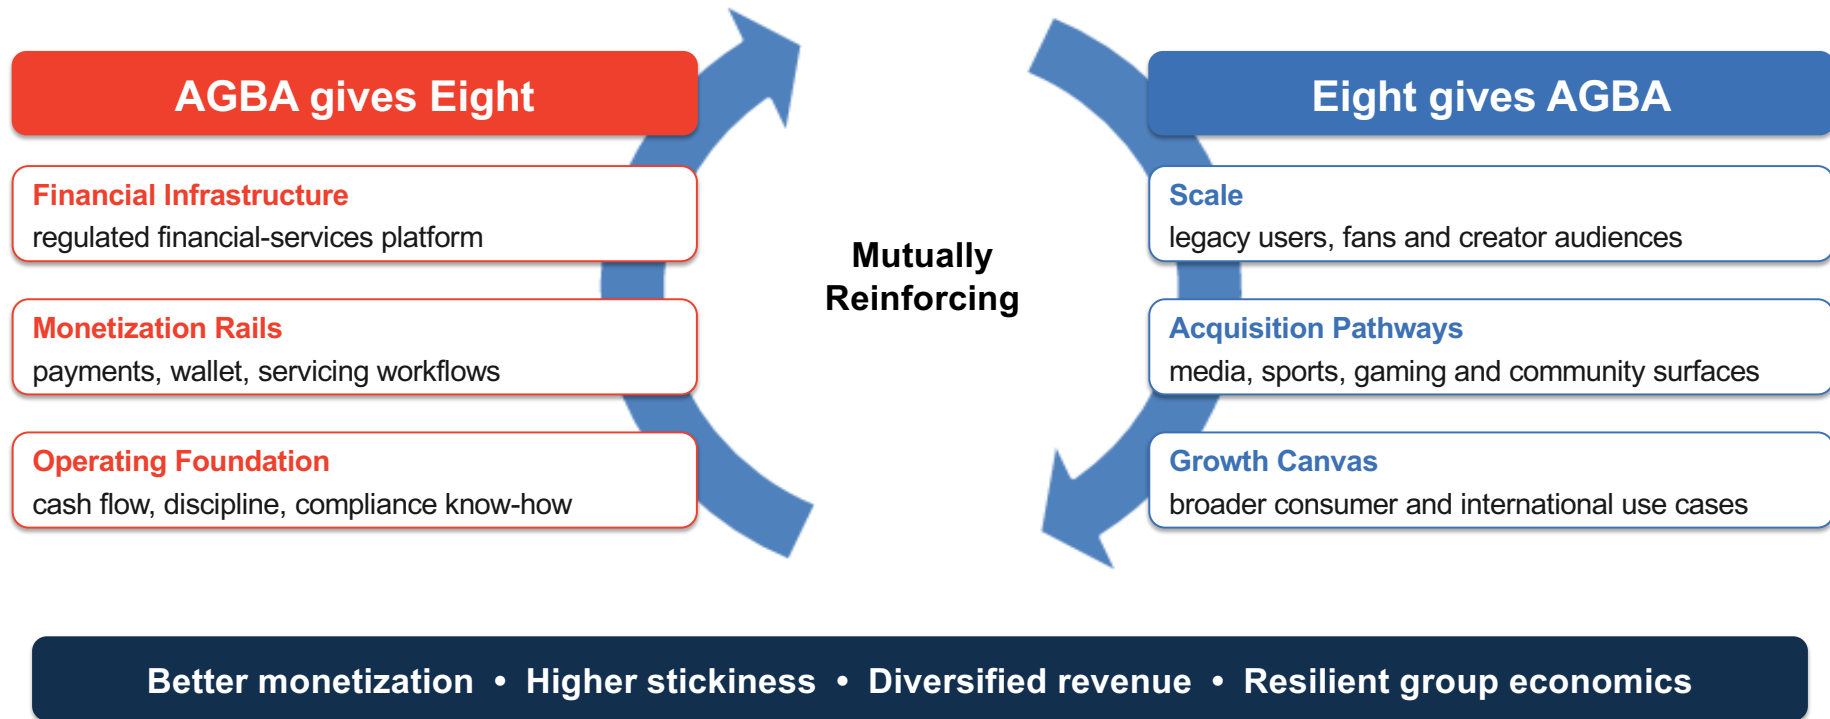 AGBA gives Eight
Financial Infrastructure
regulated financial-services platform
Monetization Rails
payments, wallet, servicing workflows
Operating Foundation
cash flow, discipline, compliance know-how
Mutually
Reinforcing
Eight gives AGBA
Scale
legacy users, fans and creator audiences
Acquisition Pathways
media, sports, gaming and community surfaces
Growth Canvas
broader consumer and international use cases
Better monetization • Higher stickiness • Diversified revenue • Resilient group economics